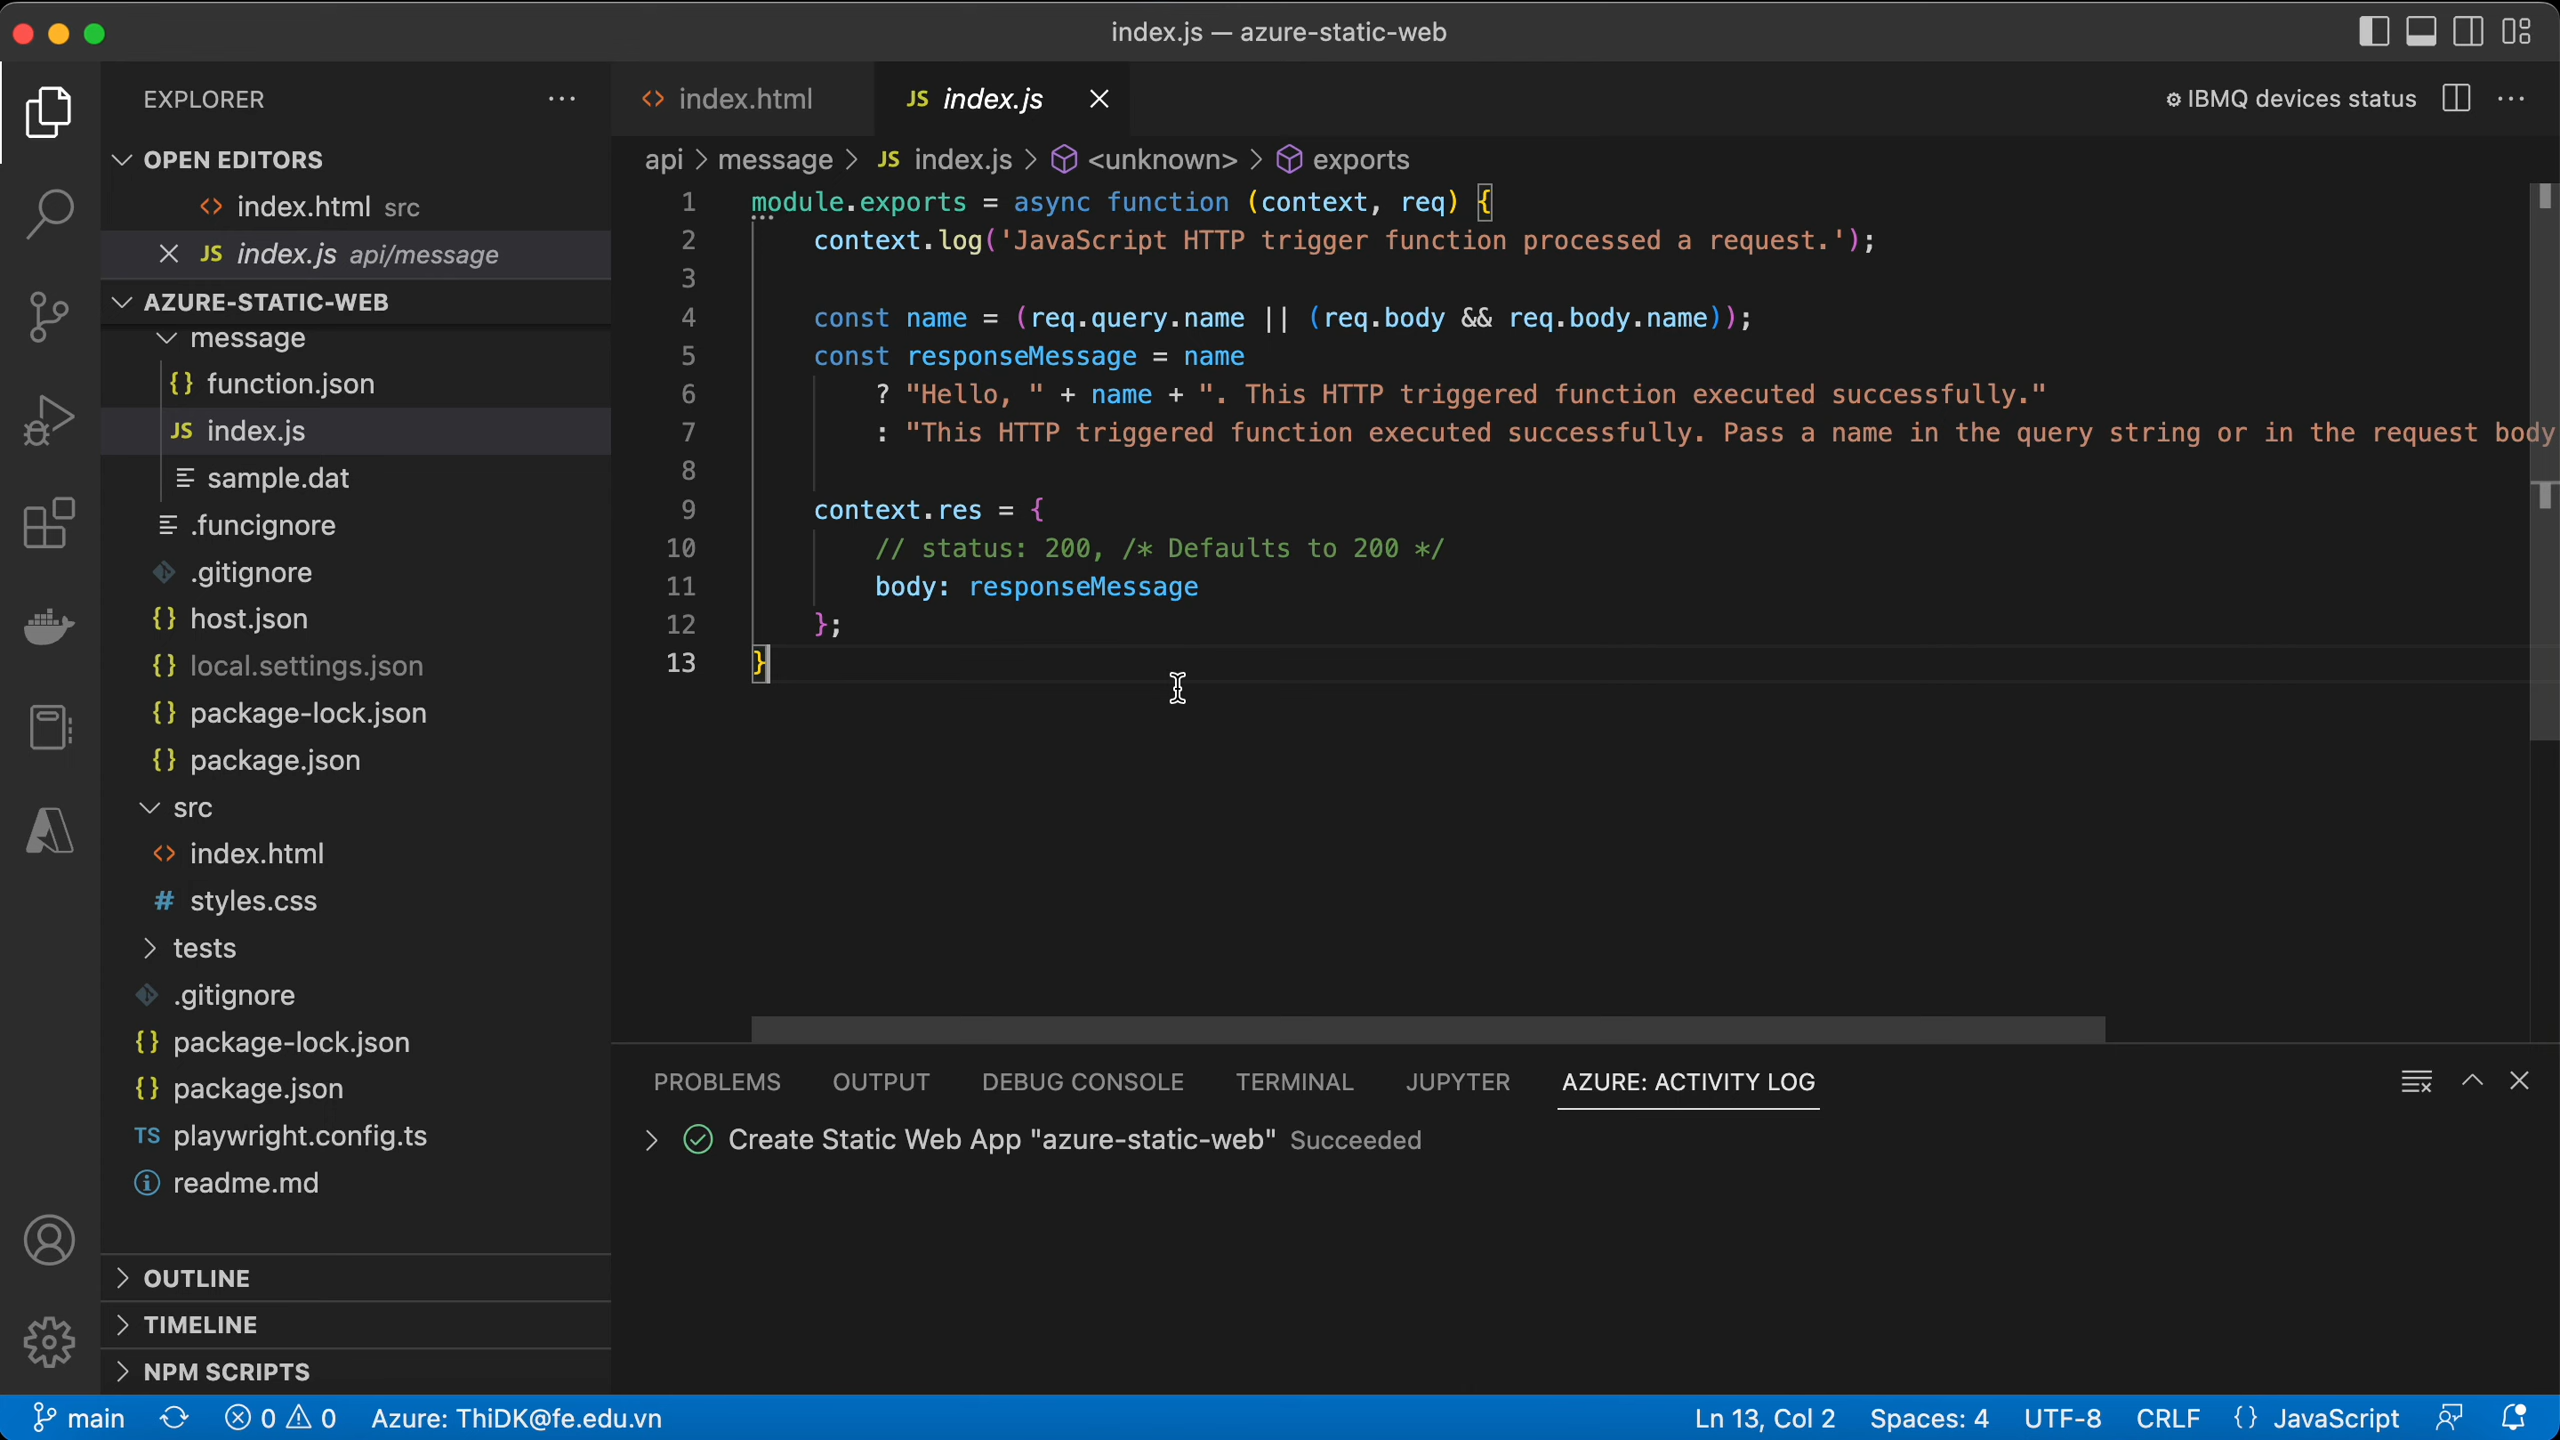 index.js — azure-static-web
EXPLORER
OPEN EDITORS
index.html src
JS index.js api/message
AZURE-STATIC-WEB
message
{} function.json
JS index.js
sample.dat
.funcignore
.gitignore
{} host.json
{} local.settings.json
{} package-lock.json
{} package.json
src
<> index.html
# styles.css
tests
.gitignore
{} package-lock.json
{} package.json
TS playwright.config.ts
readme.md
OUTLINE
TIMELINE
NPM SCRIPTS
<> index.html
JS index.js
IBMQ devices status
api > message > JS index.js > <unknown> > exports
1 module.exports = async function (context, req) {
2 context.log('JavaScript HTTP trigger function processed a request.');
3
4 const name = (req.query.name || (req.body && req.body.name));
5 const responseMessage = name
6 ? "Hello, " + name + ". This HTTP triggered function executed successfully."
7 : "This HTTP triggered function executed successfully. Pass a name in the query string or in the request body
8
9 context.res = {
10 // status: 200, /* Defaults to 200 */
11 body: responseMessage
12 };
13 }
PROBLEMS OUTPUT DEBUG CONSOLE TERMINAL JUPYTER AZURE: ACTIVITY LOG
Create Static Web App "azure-static-web" Succeeded
main 0 0 Azure: ThiDK@fe.edu.vn Ln 13, Col 2 Spaces: 4 UTF-8 CRLF {} JavaScript